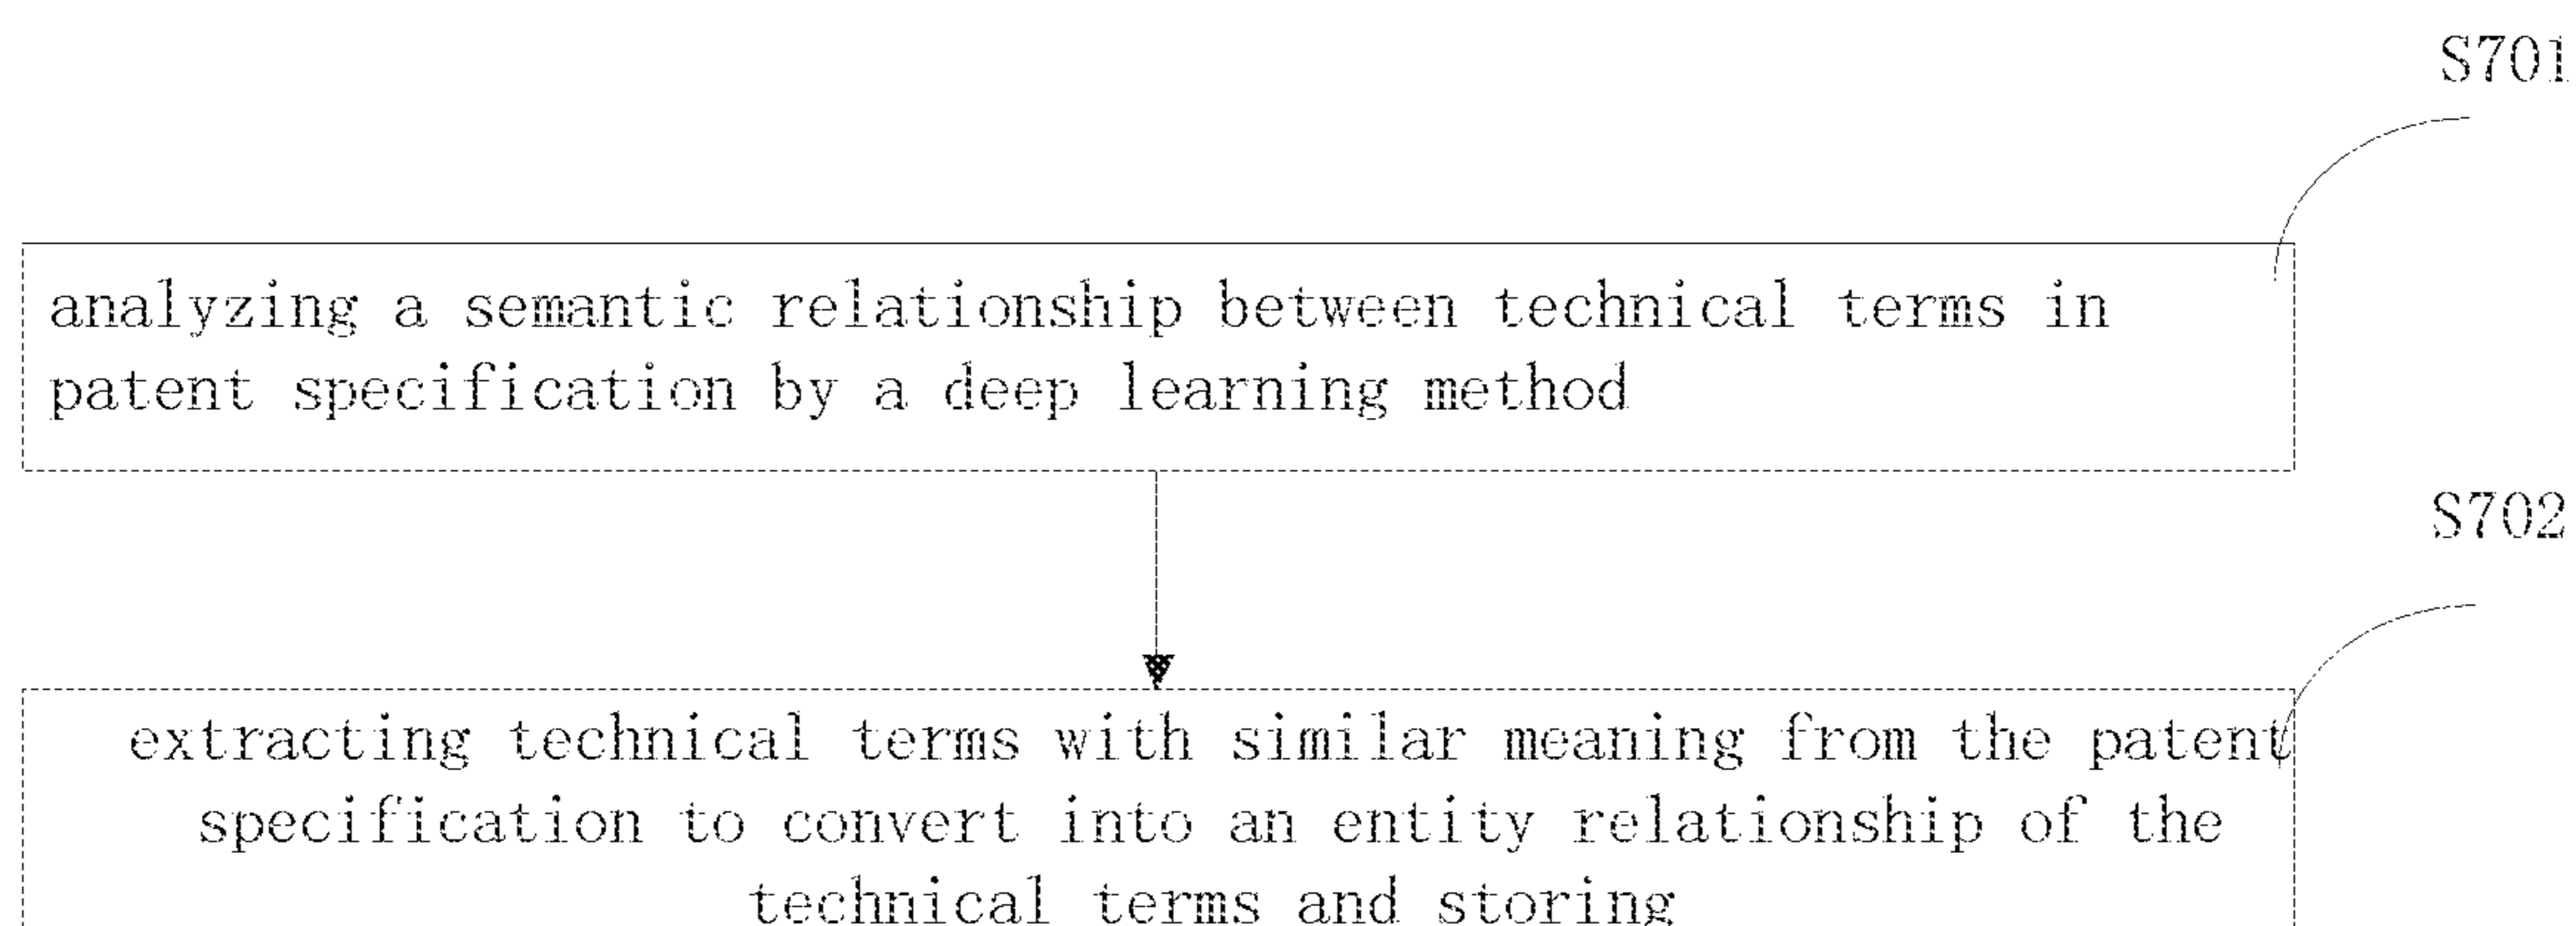 S701
analyzing a semantic relationship between technical terms in
patent specification by a deep learning method
S702
extracting technical terms with similar meaning from the patent
specification to convert into an entity relationship of the
technical terms and storing